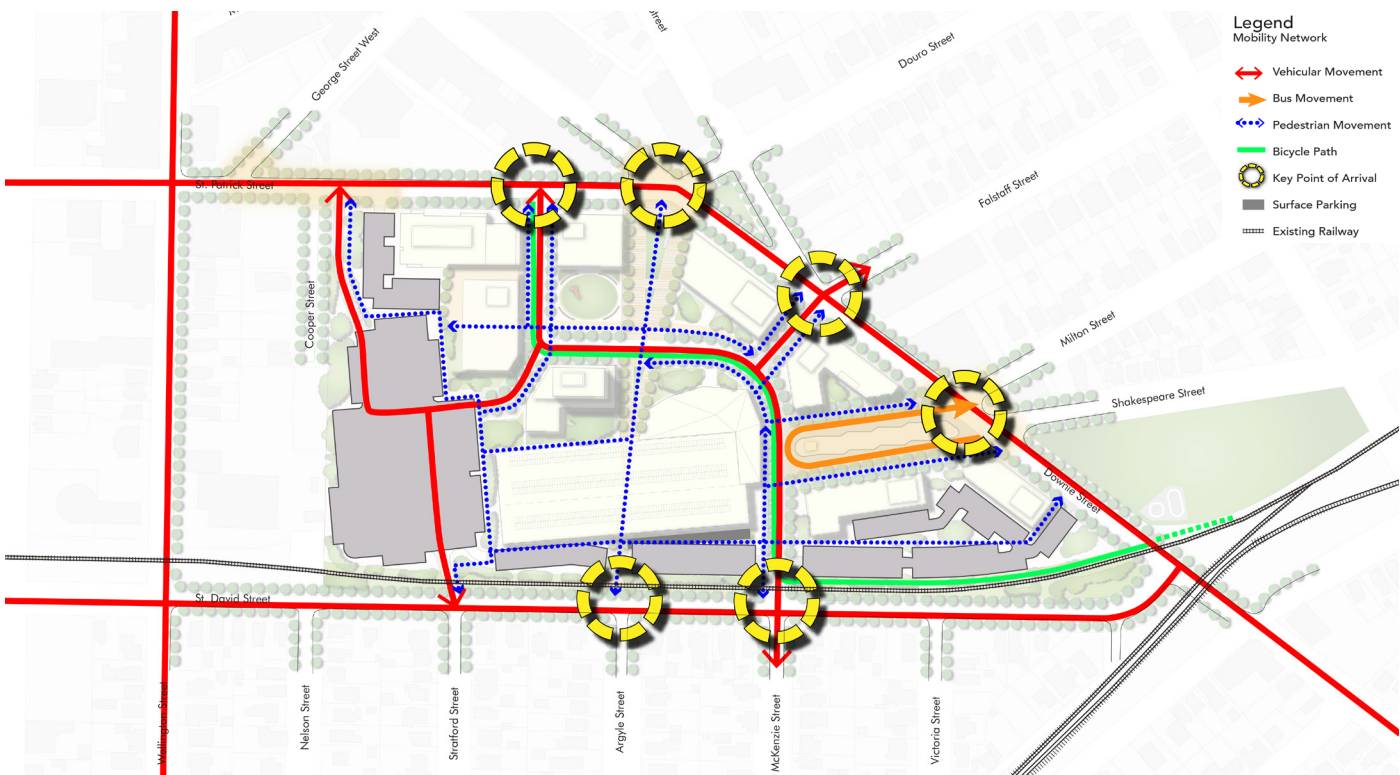 Street
George Street West
Douro Street
Legend
Mobility Network
Vehicular Movement
Bus Movement
Pedestrian Movement
Bicycle Path
Key Point of Arrival
Surface Parking
Existing Railway
St. Patrick Street
Falstaff Street
Cooper Street
Milton Street
Shakespeare Street
Downie Street
St. David Street
Wellington Street
Nelson Street
Stratford Street
Argyle Street
McKenzie Street
Victoria Street